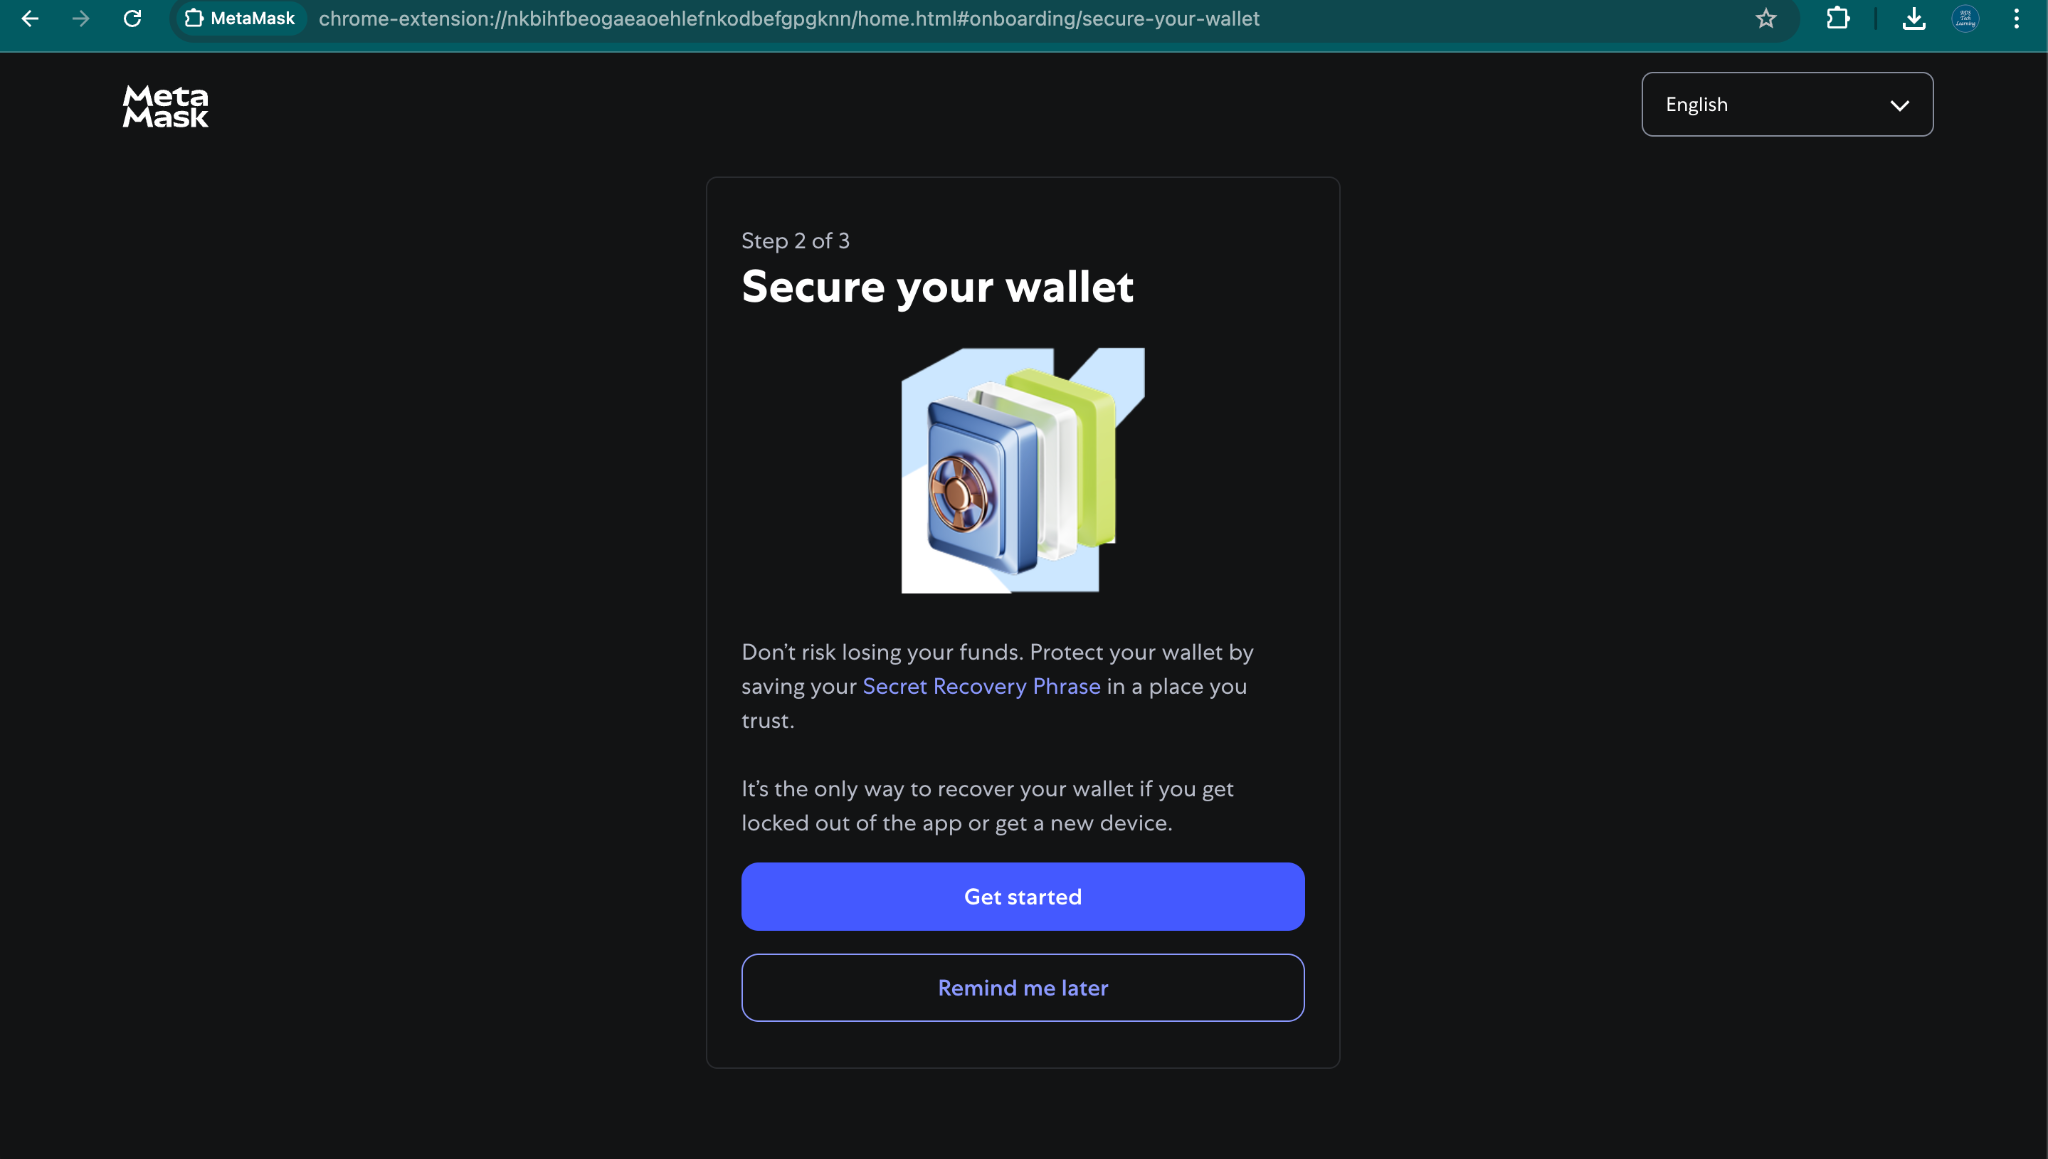 MetaMask
chrome-extension://nkbihfbeogaeaoehlefnkodbefgpgknn/home.html#onboarding/secure-your-wallet
Meta
Mask
English
Step 2 of 3
Secure your wallet
Don't risk losing your funds. Protect your wallet by
saving your Secret Recovery Phrase in a place you
trust.
It's the only way to recover your wallet if you get
locked out of the app or get a new device.
Get started
Remind me later